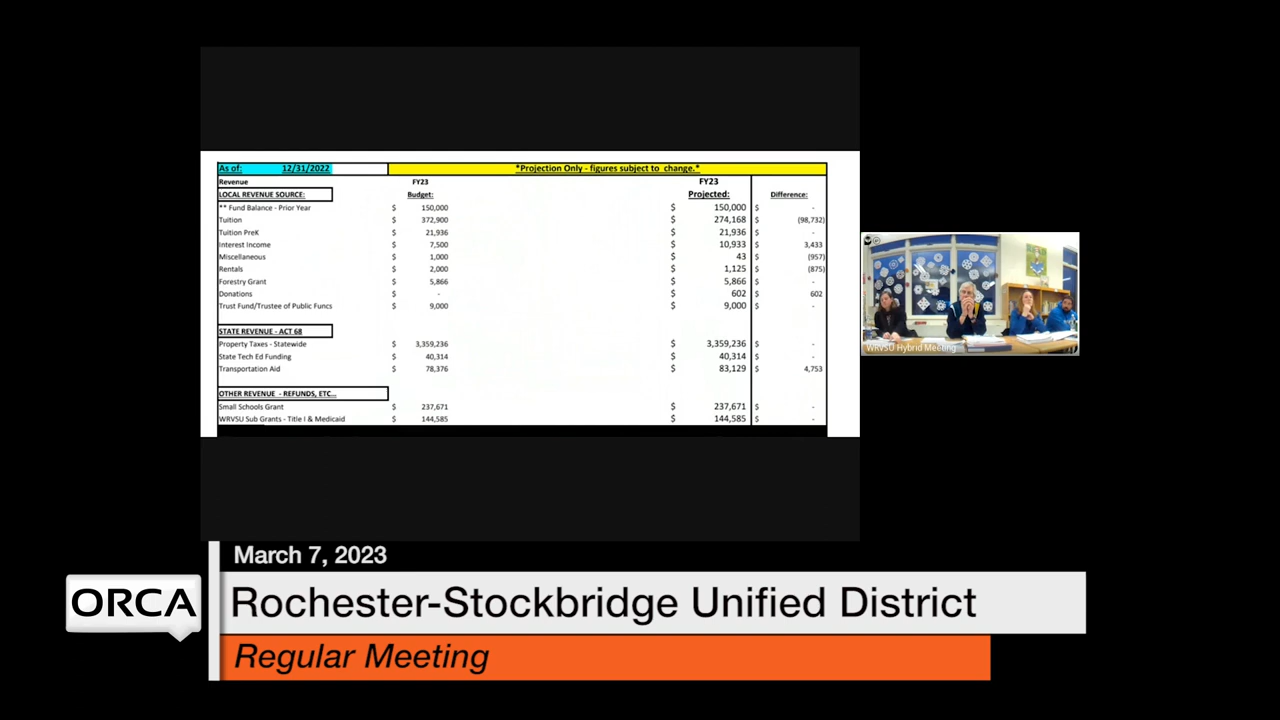 As of: 12/31/2022 *Projection Only - figures subject to change.*
Revenue FY23 FY23
LOCAL REVENUE SOURCE: Budget: Projected: Difference:
** Fund Balance - Prior Year $ 150,000 $ 150,000 $ -
Tuition $ 372,900 $ 274,168 $ (98,732)
Tuition PreK $ 21,936 $ 21,936 $ -
Interest Income $ 7,500 $ 10,933 $ 3,433
Miscellaneous $ 1,000 $ 43 $ (957)
Rentals $ 2,000 $ 1,125 $ (875)
Forestry Grant $ 5,866 $ 5,866 $ -
Donations $ - $ 602 $ 602
Trust Fund/Trustee of Public Funcs $ 9,000 $ 9,000 $ -
STATE REVENUE - ACT 68
Property Taxes - Statewide $ 3,359,236 $ 3,359,236 $ -
State Tech Ed Funding $ 40,314 $ 40,314 $ -
Transportation Aid $ 78,376 $ 83,129 $ 4,753
OTHER REVENUE - REFUNDS, ETC...
Small Schools Grant $ 237,671 $ 237,671 $ -
WRVSU Sub Grants - Title I & Medicaid $ 144,585 $ 144,585 $ -
WRVSU Hybrid Meeting
March 7, 2023
ORCA
Rochester-Stockbridge Unified District
Regular Meeting